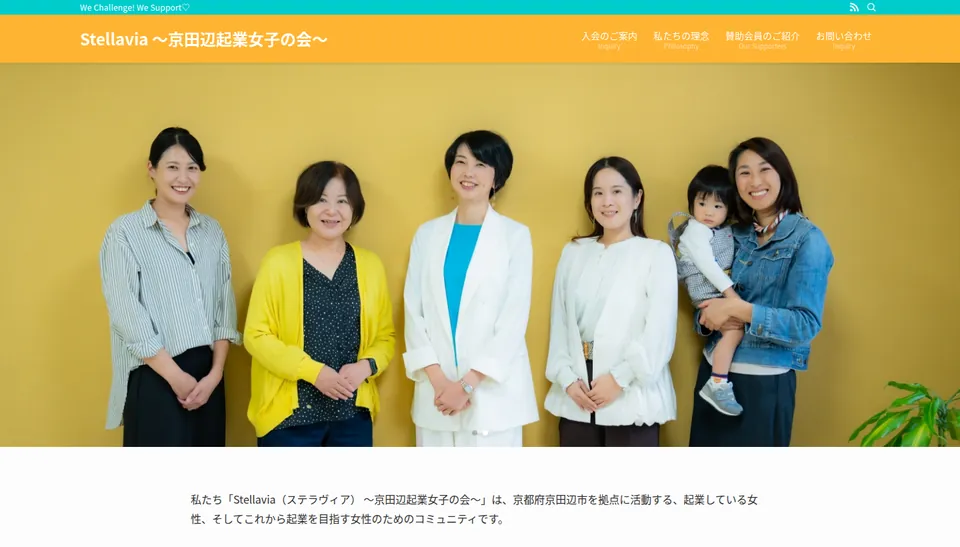 We Challenge! We Support♡
Stellavia ～京田辺起業女子の会～
入会のご案内
Inquiry
私たちの理念
Philosophy
賛助会員のご紹介
Our Supporters
お問い合わせ
Inquiry
私たち「Stellavia（ステラヴィア） ～京田辺起業女子の会～」は、京都府京田辺市を拠点に活動する、起業している女
性、そしてこれから起業を目指す女性のためのコミュニティです。